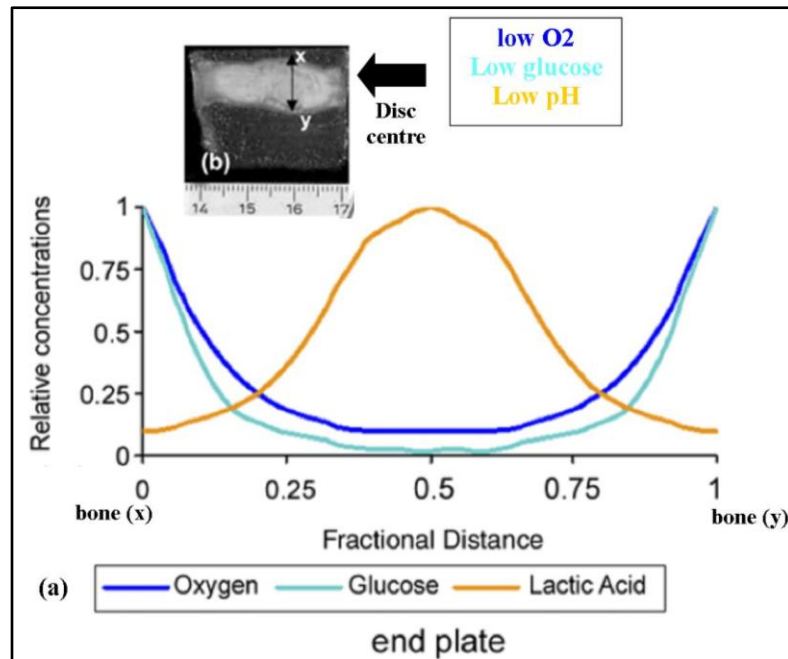 low O2
Low glucose
Low pH
x
y
(b)
Disc
centre
14 15 16 17
1
0.75
0.5
0.25
0
Relative concentrations
0 0.25 0.5 0.75 1
bone (x)
bone (y)
Fractional Distance
(a)
Oxygen Glucose Lactic Acid
end plate